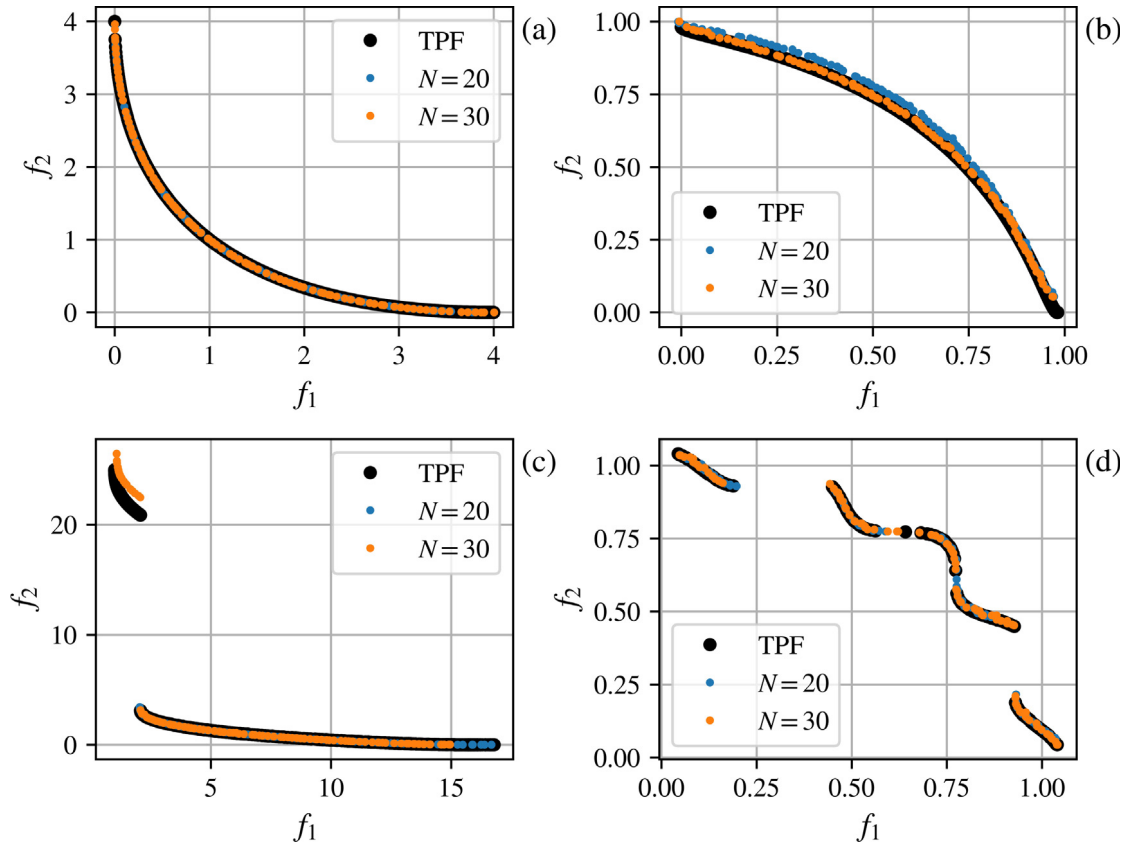 (a)
4
3
2
1
0
f₂
TPF
N = 20
N = 30
0 1 2 3 4
f₁
(b)
1.00
0.75
0.50
0.25
0.00
f₂
TPF
N = 20
N = 30
0.00 0.25 0.50 0.75 1.00
f₁
(c)
20
10
0
f₂
TPF
N = 20
N = 30
5 10 15
f₁
(d)
1.00
0.75
0.50
0.25
0.00
f₂
TPF
N = 20
N = 30
0.00 0.25 0.50 0.75 1.00
f₁